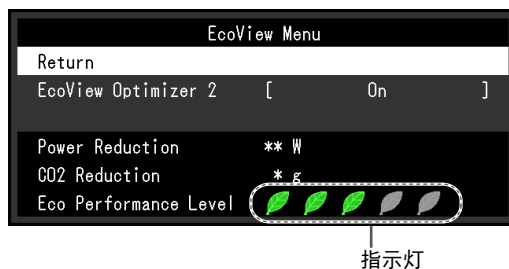 EcoView Menu
Return
EcoView Optimizer 2 [ On ]
Power Reduction ** W
CO2 Reduction * g
Eco Performance Level
指示灯